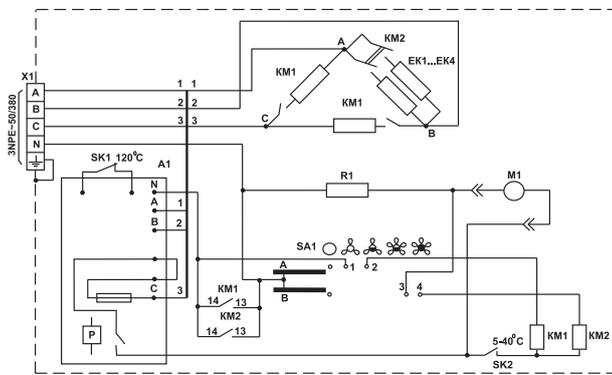 X1
3NPE~50/380
A
B
C
N
1 1
2 2
3 3
A
KM2
EK1...EK4
KM1
KM1
C
B
SK1 120°C
A1
N
A
1
B
2
C
3
P
R1
M1
SA1
A
B
1
2
3
4
KM1
14
13
KM2
14
13
5-40°C
SK2
KM1
KM2